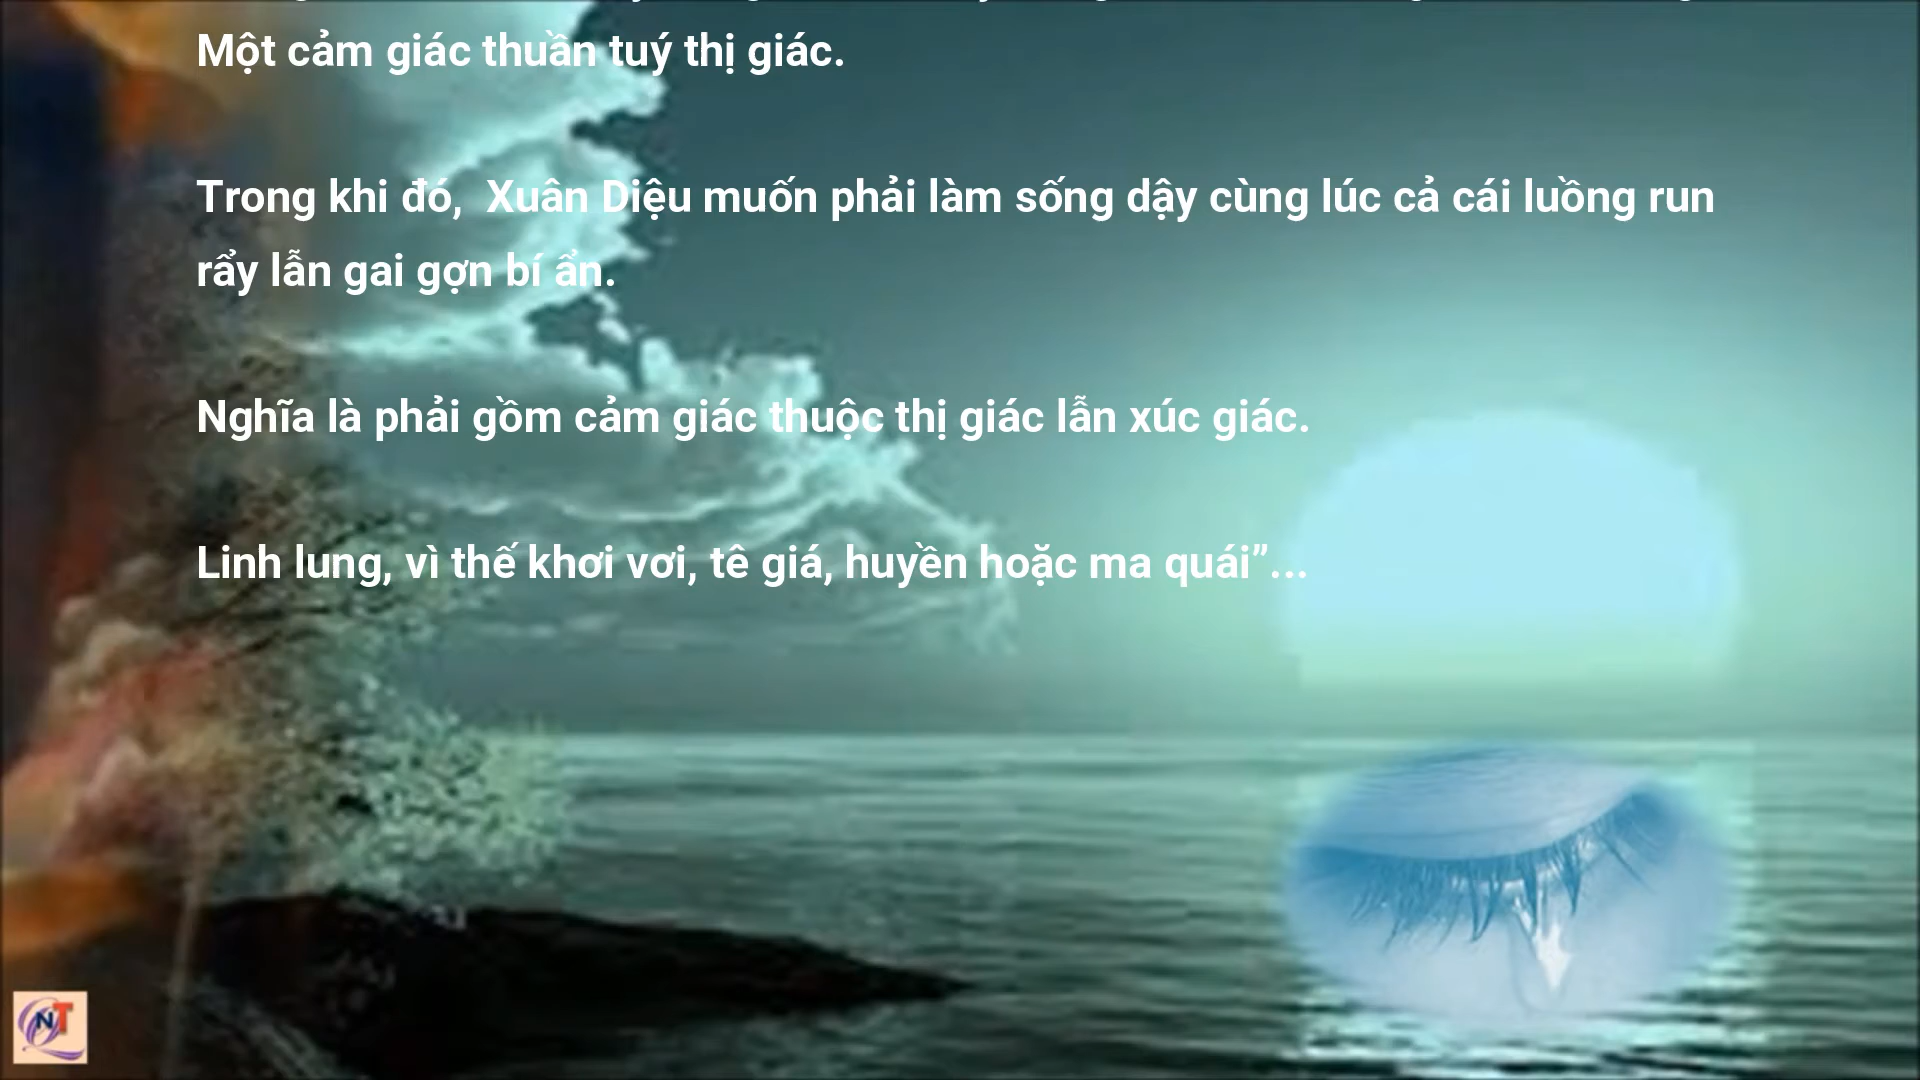 Một cảm giác thuần tuý thị giác.
Trong khi đó,  Xuân Diệu muốn phải làm sống dậy cùng lúc cả cái luồng run
rẩy lẫn gai gợn bí ẩn.
Nghĩa là phải gồm cảm giác thuộc thị giác lẫn xúc giác.
Linh lung, vì thế khơi vơi, tê giá, huyền hoặc ma quái”...
NT